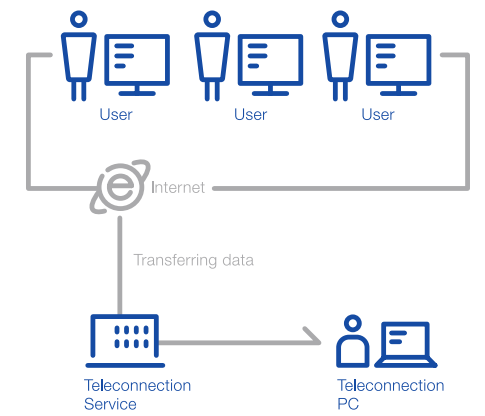 User
User
User
Internet
Transferring data
Teleconnection
Service
Teleconnection
PC